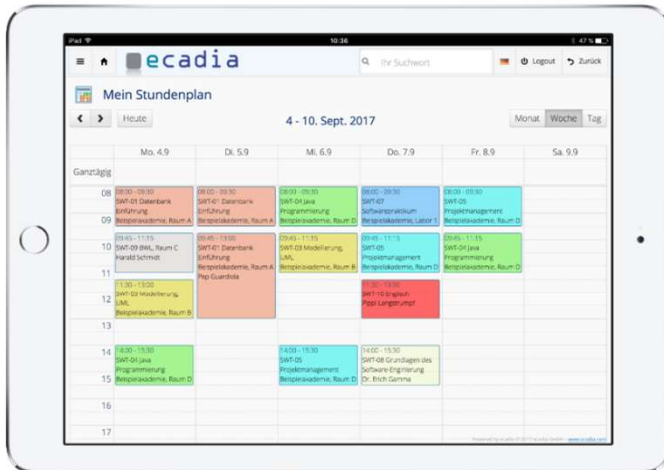 iPad
10:36
47 %
ecadia
Ihr Suchwort
Logout
Zurück
Mein Stundenplan
Heute
4 - 10. Sept. 2017
Monat
Woche
Tag
Mo. 4.9
Di. 5.9
Mi. 6.9
Do. 7.9
Fr. 8.9
Sa. 9.9
Ganztägig
08
09
10
11
12
13
14
15
16
17
08:00 - 09:30
SWT-01 Datenbank
Einführung
Beispielakademie, Raum A
09:45 - 11:15
SWT-09 BWL, Raum C
Harald Schmidt
11:30 - 13:00
SWT-03 Modellierung,
UML
Beispielakademie, Raum B
14:00 - 15:30
SWT-04 Java
Programmierung
Beispielakademie, Raum D
08:00 - 09:30
SWT-01 Datenbank
Einführung
Beispielakademie, Raum A
09:45 - 13:00
SWT-01 Datenbank
Einführung
Beispielakademie, Raum A
Pep Guardiola
08:00 - 09:30
SWT-04 Java
Programmierung
Beispielakademie, Raum D
09:45 - 11:15
SWT-03 Modellierung,
UML
Beispielakademie, Raum B
14:00 - 15:30
SWT-05
Projektmanagement
Beispielakademie, Raum D
08:00 - 09:30
SWT-07
Softwarepraktikum
Beispielakademie, Labor 1
09:45 - 11:15
SWT-05
Projektmanagement
Beispielakademie, Raum D
11:30 - 13:00
SWT-10 Englisch
Pippi Langstrumpf
14:00 - 15:30
SWT-08 Grundlagen des
Software-Enginierung
Dr. Erich Gamma
08:00 - 09:30
SWT-05
Projektmanagement
Beispielakademie, Raum D
09:45 - 11:15
SWT-04 Java
Programmierung
Beispielakademie, Raum D
Powered by ecadia © 2017 ecadia GmbH - www.ecadia.com